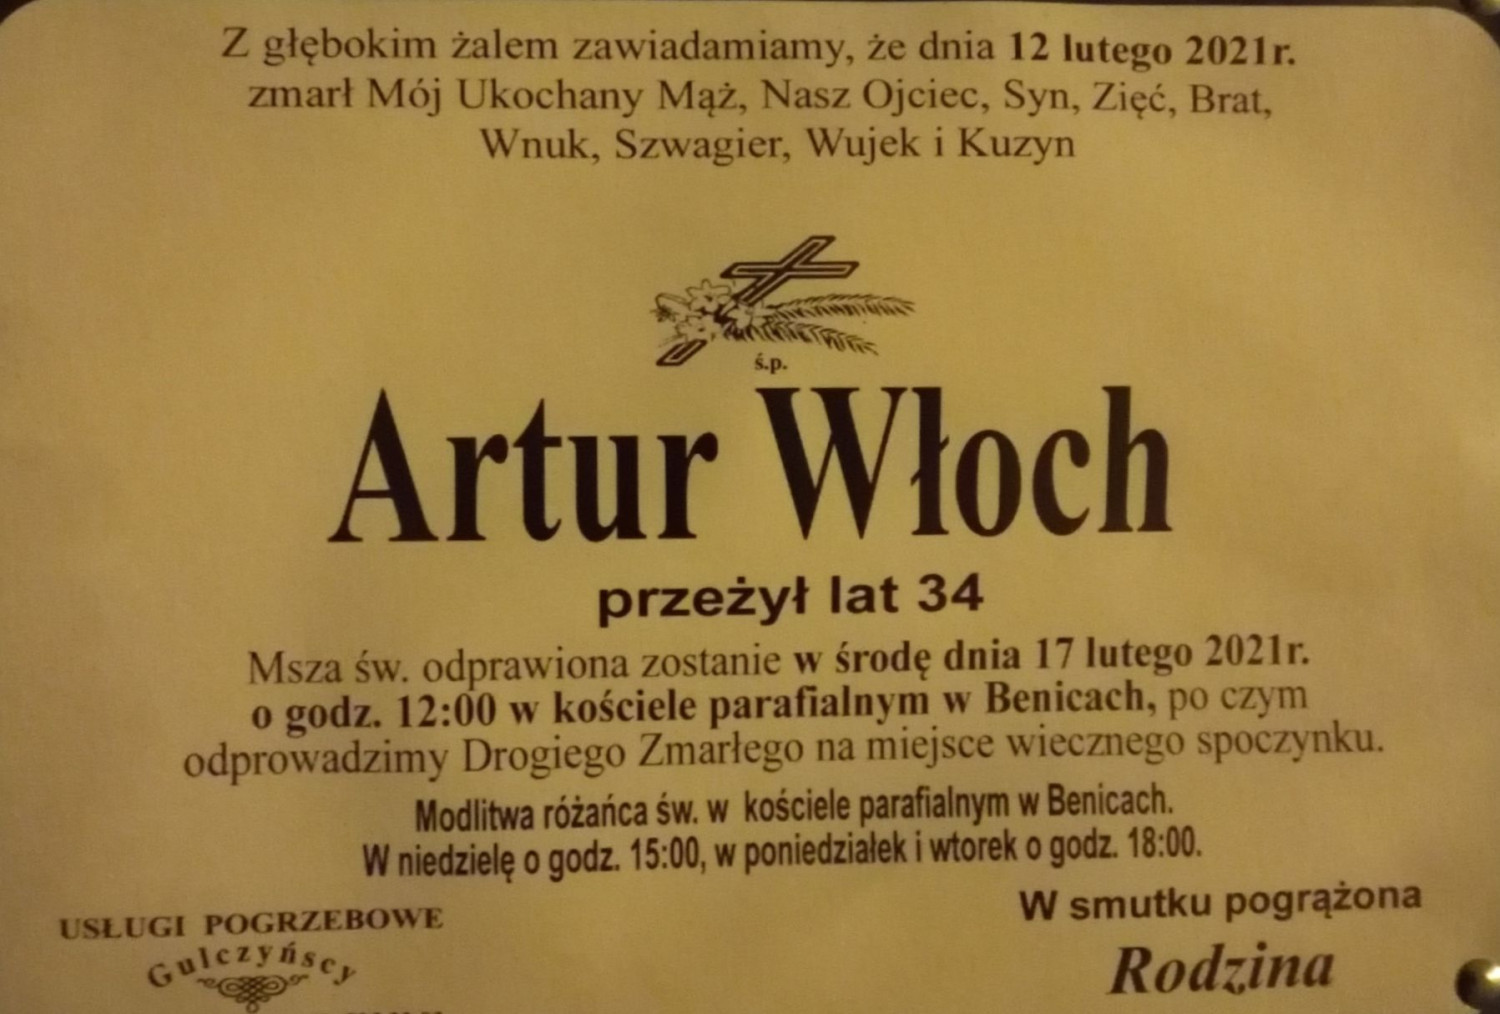 Z głębokim żalem zawiadamiamy, że dnia 12 lutego 2021r.
zmarł Mój Ukochany Mąż, Nasz Ojciec, Syn, Zięć, Brat,
Wnuk, Szwagier, Wujek i Kuzyn
ś.p.
Artur Włoch
przeżył lat 34
Msza św. odprawiona zostanie w środę dnia 17 lutego 2021r.
o godz. 12:00 w kościele parafialnym w Benicach, po czym
odprowadzimy Drogiego Zmarłego na miejsce wiecznego spoczynku.
Modlitwa różańca św. w kościele parafialnym w Benicach.
W niedzielę o godz. 15:00, w poniedziałek i wtorek o godz. 18:00.
W smutku pogrążona
Rodzina
USŁUGI POGRZEBOWE
Gulczyńscy